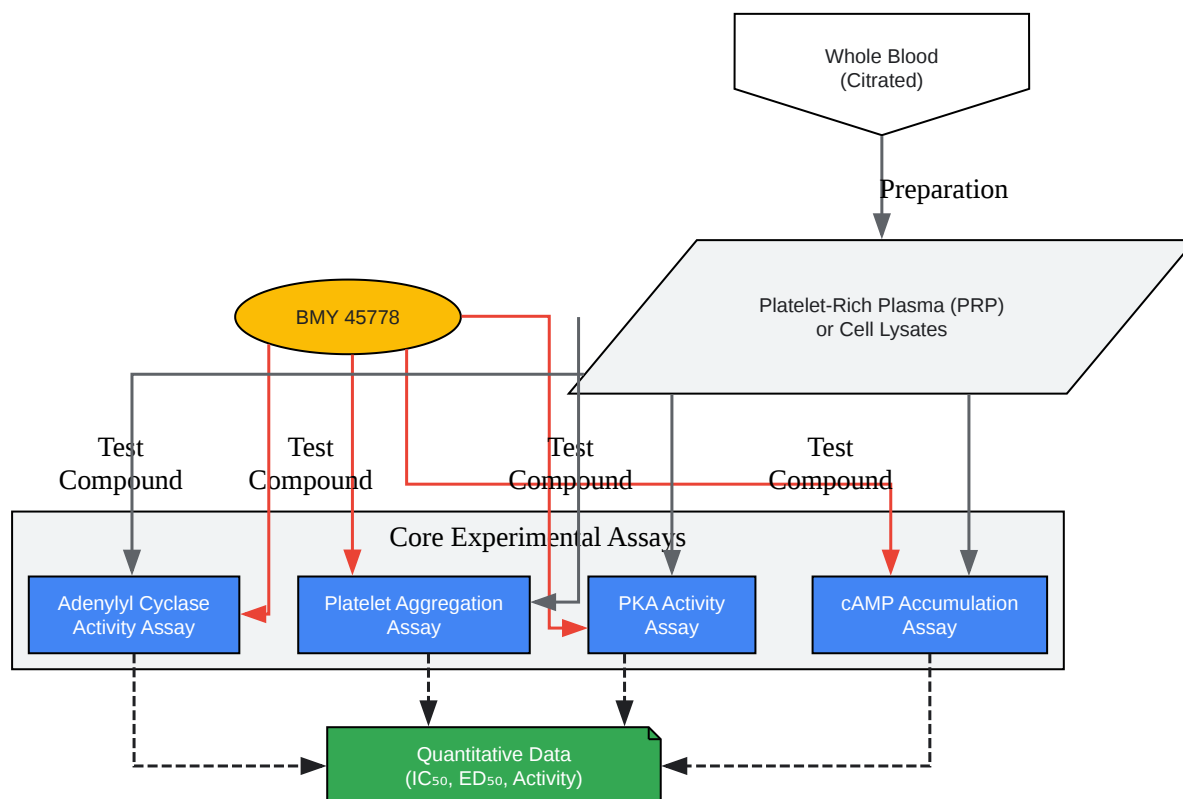 Whole Blood
(Citrated)
Preparation
Platelet-Rich Plasma (PRP)
or Cell Lysates
BMY 45778
Test
Compound
Test
Compound
Test
Compound
Test
Compound
Core Experimental Assays
Adenylyl Cyclase
Activity Assay
Platelet Aggregation
Assay
PKA Activity
Assay
cAMP Accumulation
Assay
Quantitative Data
(IC₅₀, ED₅₀, Activity)